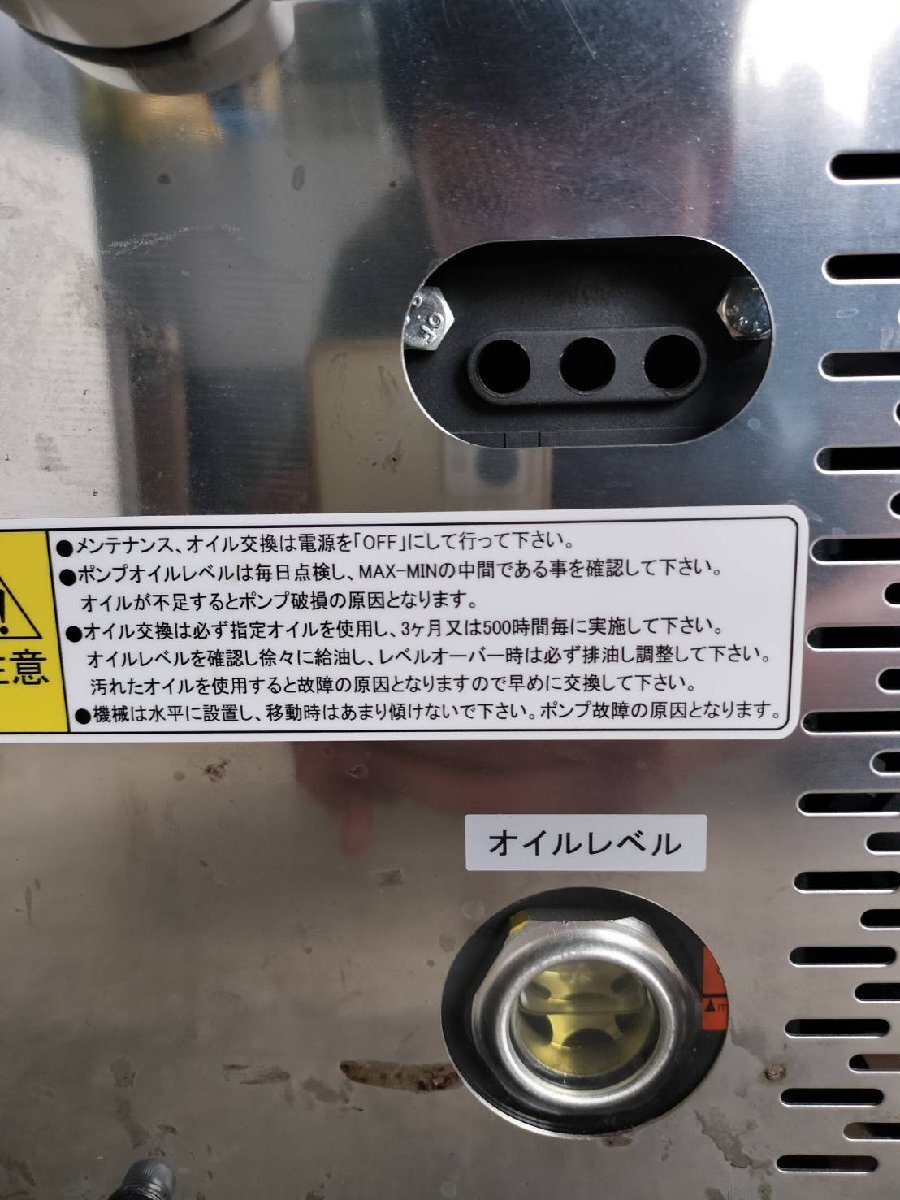 ●メンテナンス、オイル交換は電源を「OFF」にして行って下さい。
●ポンプオイルレベルは毎日点検し、MAX-MINの中間である事を確認して下さい。
オイルが不足するとポンプ破損の原因となります。
●オイル交換は必ず指定オイルを使用し、3ヶ月又は500時間毎に実施して下さい。
オイルレベルを確認し徐々に給油し、レベルオーバー時は必ず排油し調整して下さい。
注意
汚れたオイルを使用すると故障の原因となりますので早めに交換して下さい。
●機械は水平に設置し、移動時はあまり傾けないで下さい。ポンプ故障の原因となります。
オイルレベル